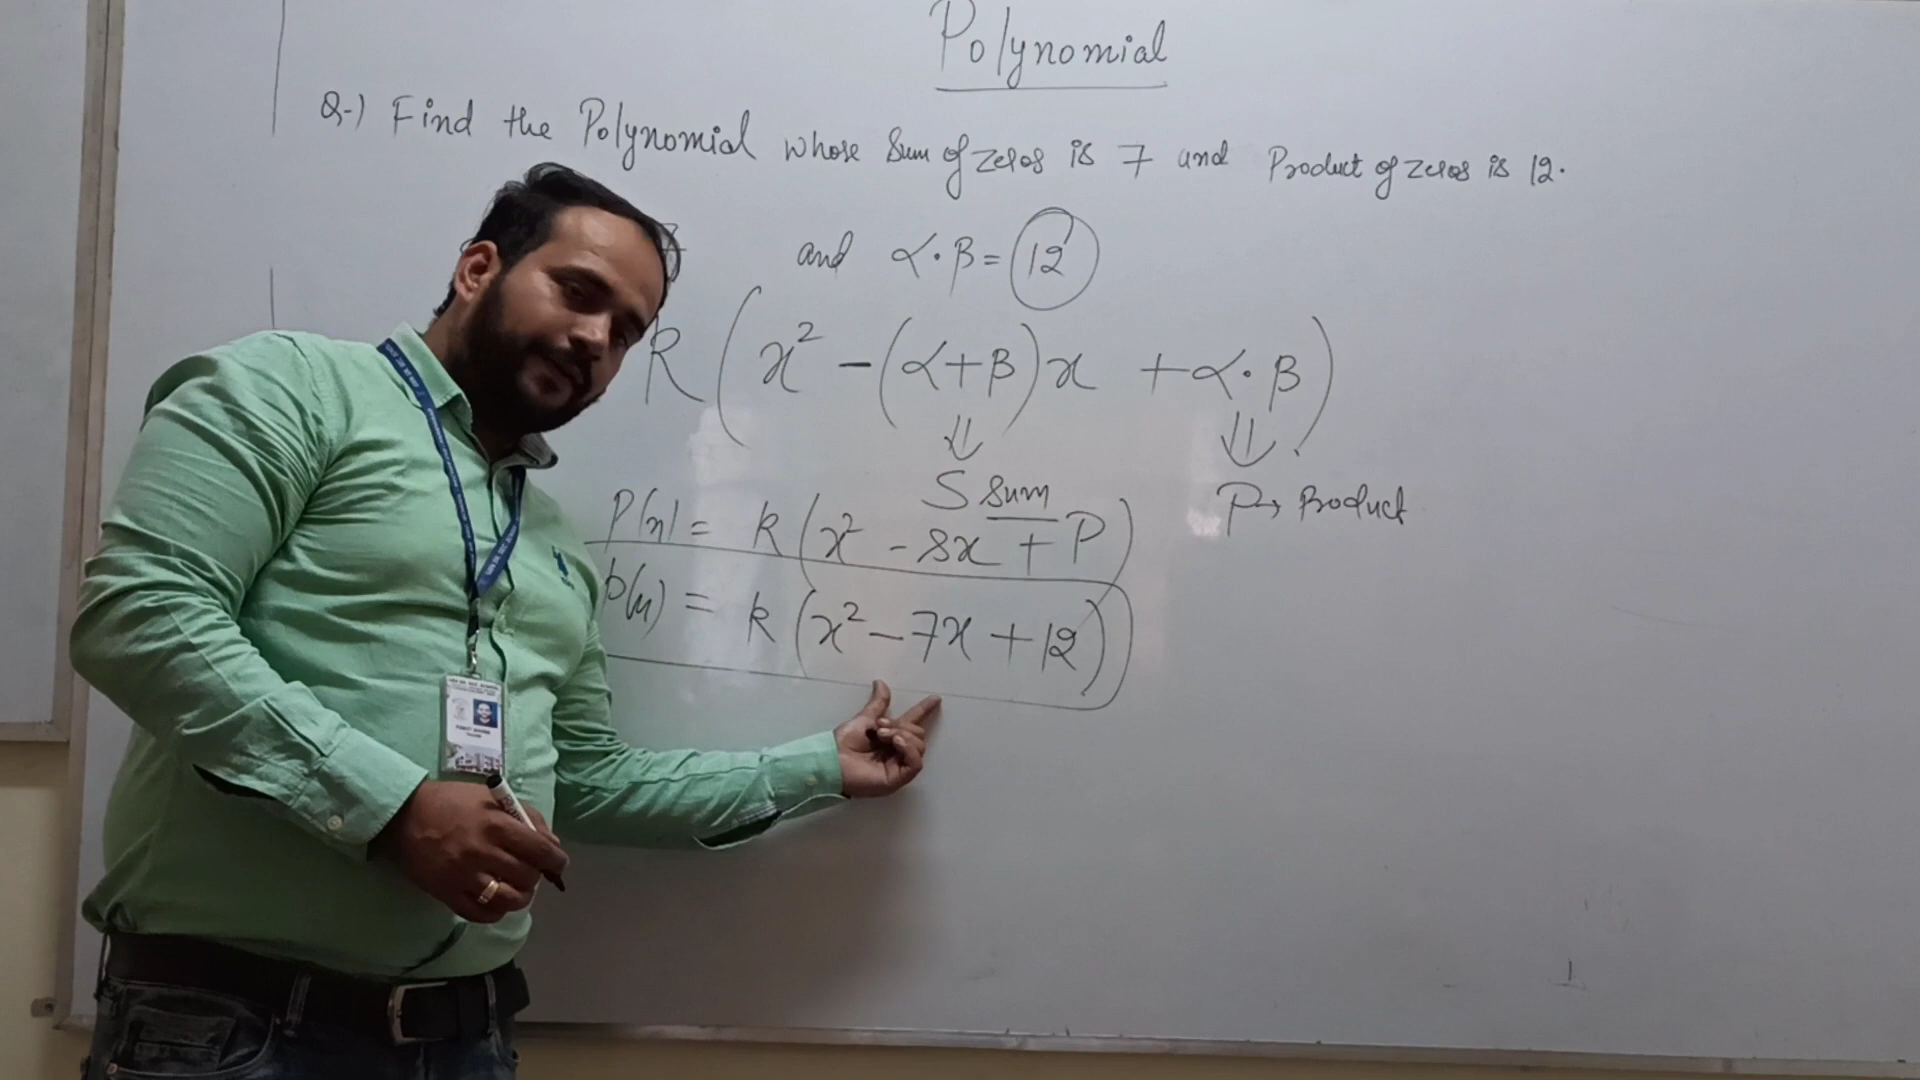 Polynomial
Q-) Find the Polynomial whose Sum of zeros is 7 and Product of zeros is 12.
7 and α·β = 12
k (x² - (α+β)x + α·β)
⇓ ⇓
S sum P→ Product
P(x) = k (x² - Sx + P)
p(x) = k (x² - 7x + 12)